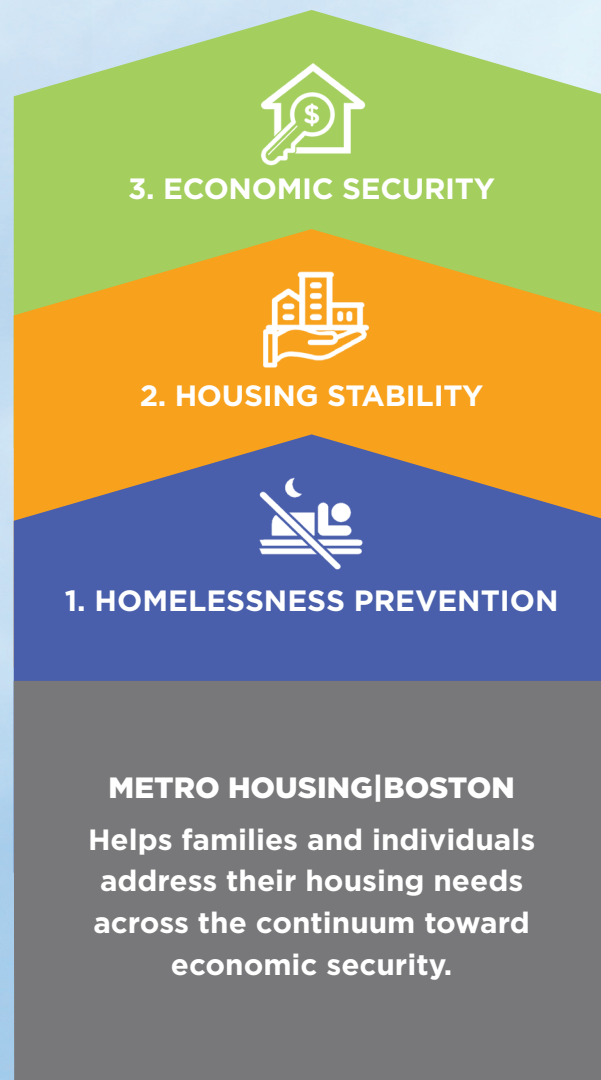 $
3. ECONOMIC SECURITY
2. HOUSING STABILITY
1. HOMELESSNESS PREVENTION
METRO HOUSING|BOSTON
Helps families and individuals
address their housing needs
across the continuum toward
economic security.